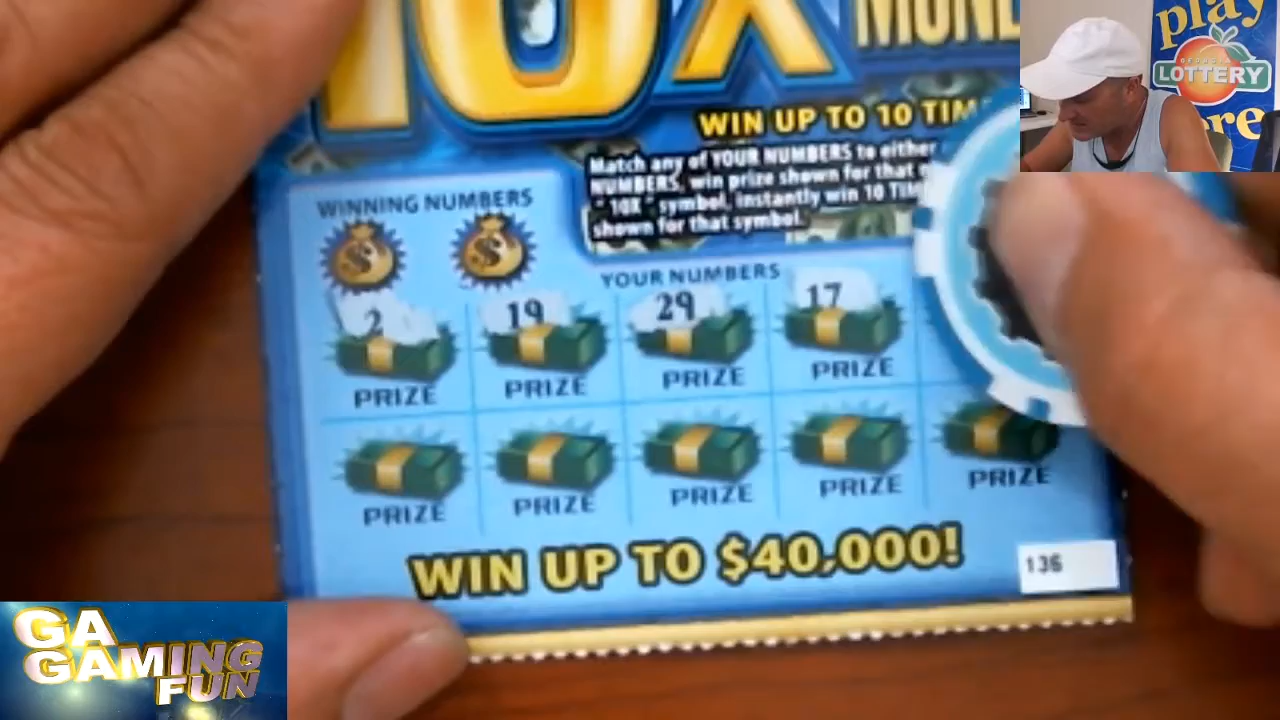 10X
WIN UP TO 10
Match any of YOUR NUMBERS to either
NUMBERS, win prize shown for that
"10X" symbol, instantly win 10
shown for that symbol.
WINNING NUMBERS
YOUR NUMBERS
2 19 29 17
PRIZE PRIZE PRIZE PRIZE
PRIZE PRIZE PRIZE PRIZE PRIZE
WIN UP TO $40,000!
136
play
GEORGIA
LOTTERY
GA
GAMING
FUN